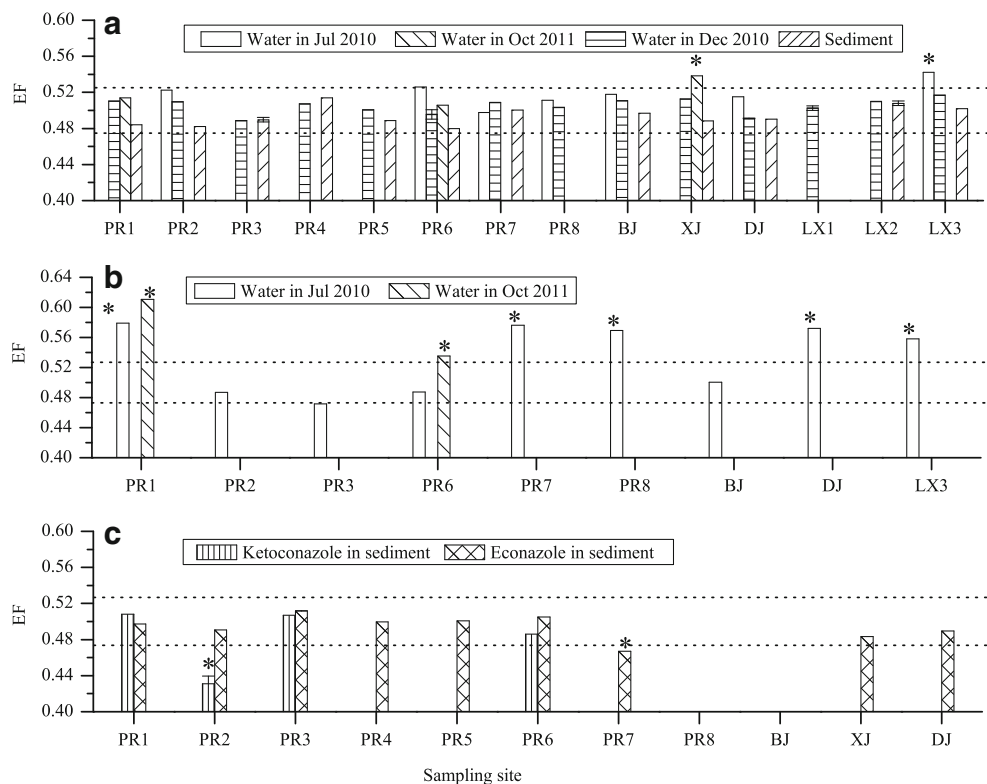 a
Water in Jul 2010 Water in Oct 2011 Water in Dec 2010 Sediment
EF
0.60
0.56
0.52
0.48
0.44
0.40
* *
PR1 PR2 PR3 PR4 PR5 PR6 PR7 PR8 BJ XJ DJ LX1 LX2 LX3
b
Water in Jul 2010 Water in Oct 2011
EF
0.64
0.60
0.56
0.52
0.48
0.44
0.40
* * * * * * *
PR1 PR2 PR3 PR6 PR7 PR8 BJ DJ LX3
c
Ketoconazole in sediment Econazole in sediment
EF
0.60
0.56
0.52
0.48
0.44
0.40
* *
PR1 PR2 PR3 PR4 PR5 PR6 PR7 PR8 BJ XJ DJ
Sampling site